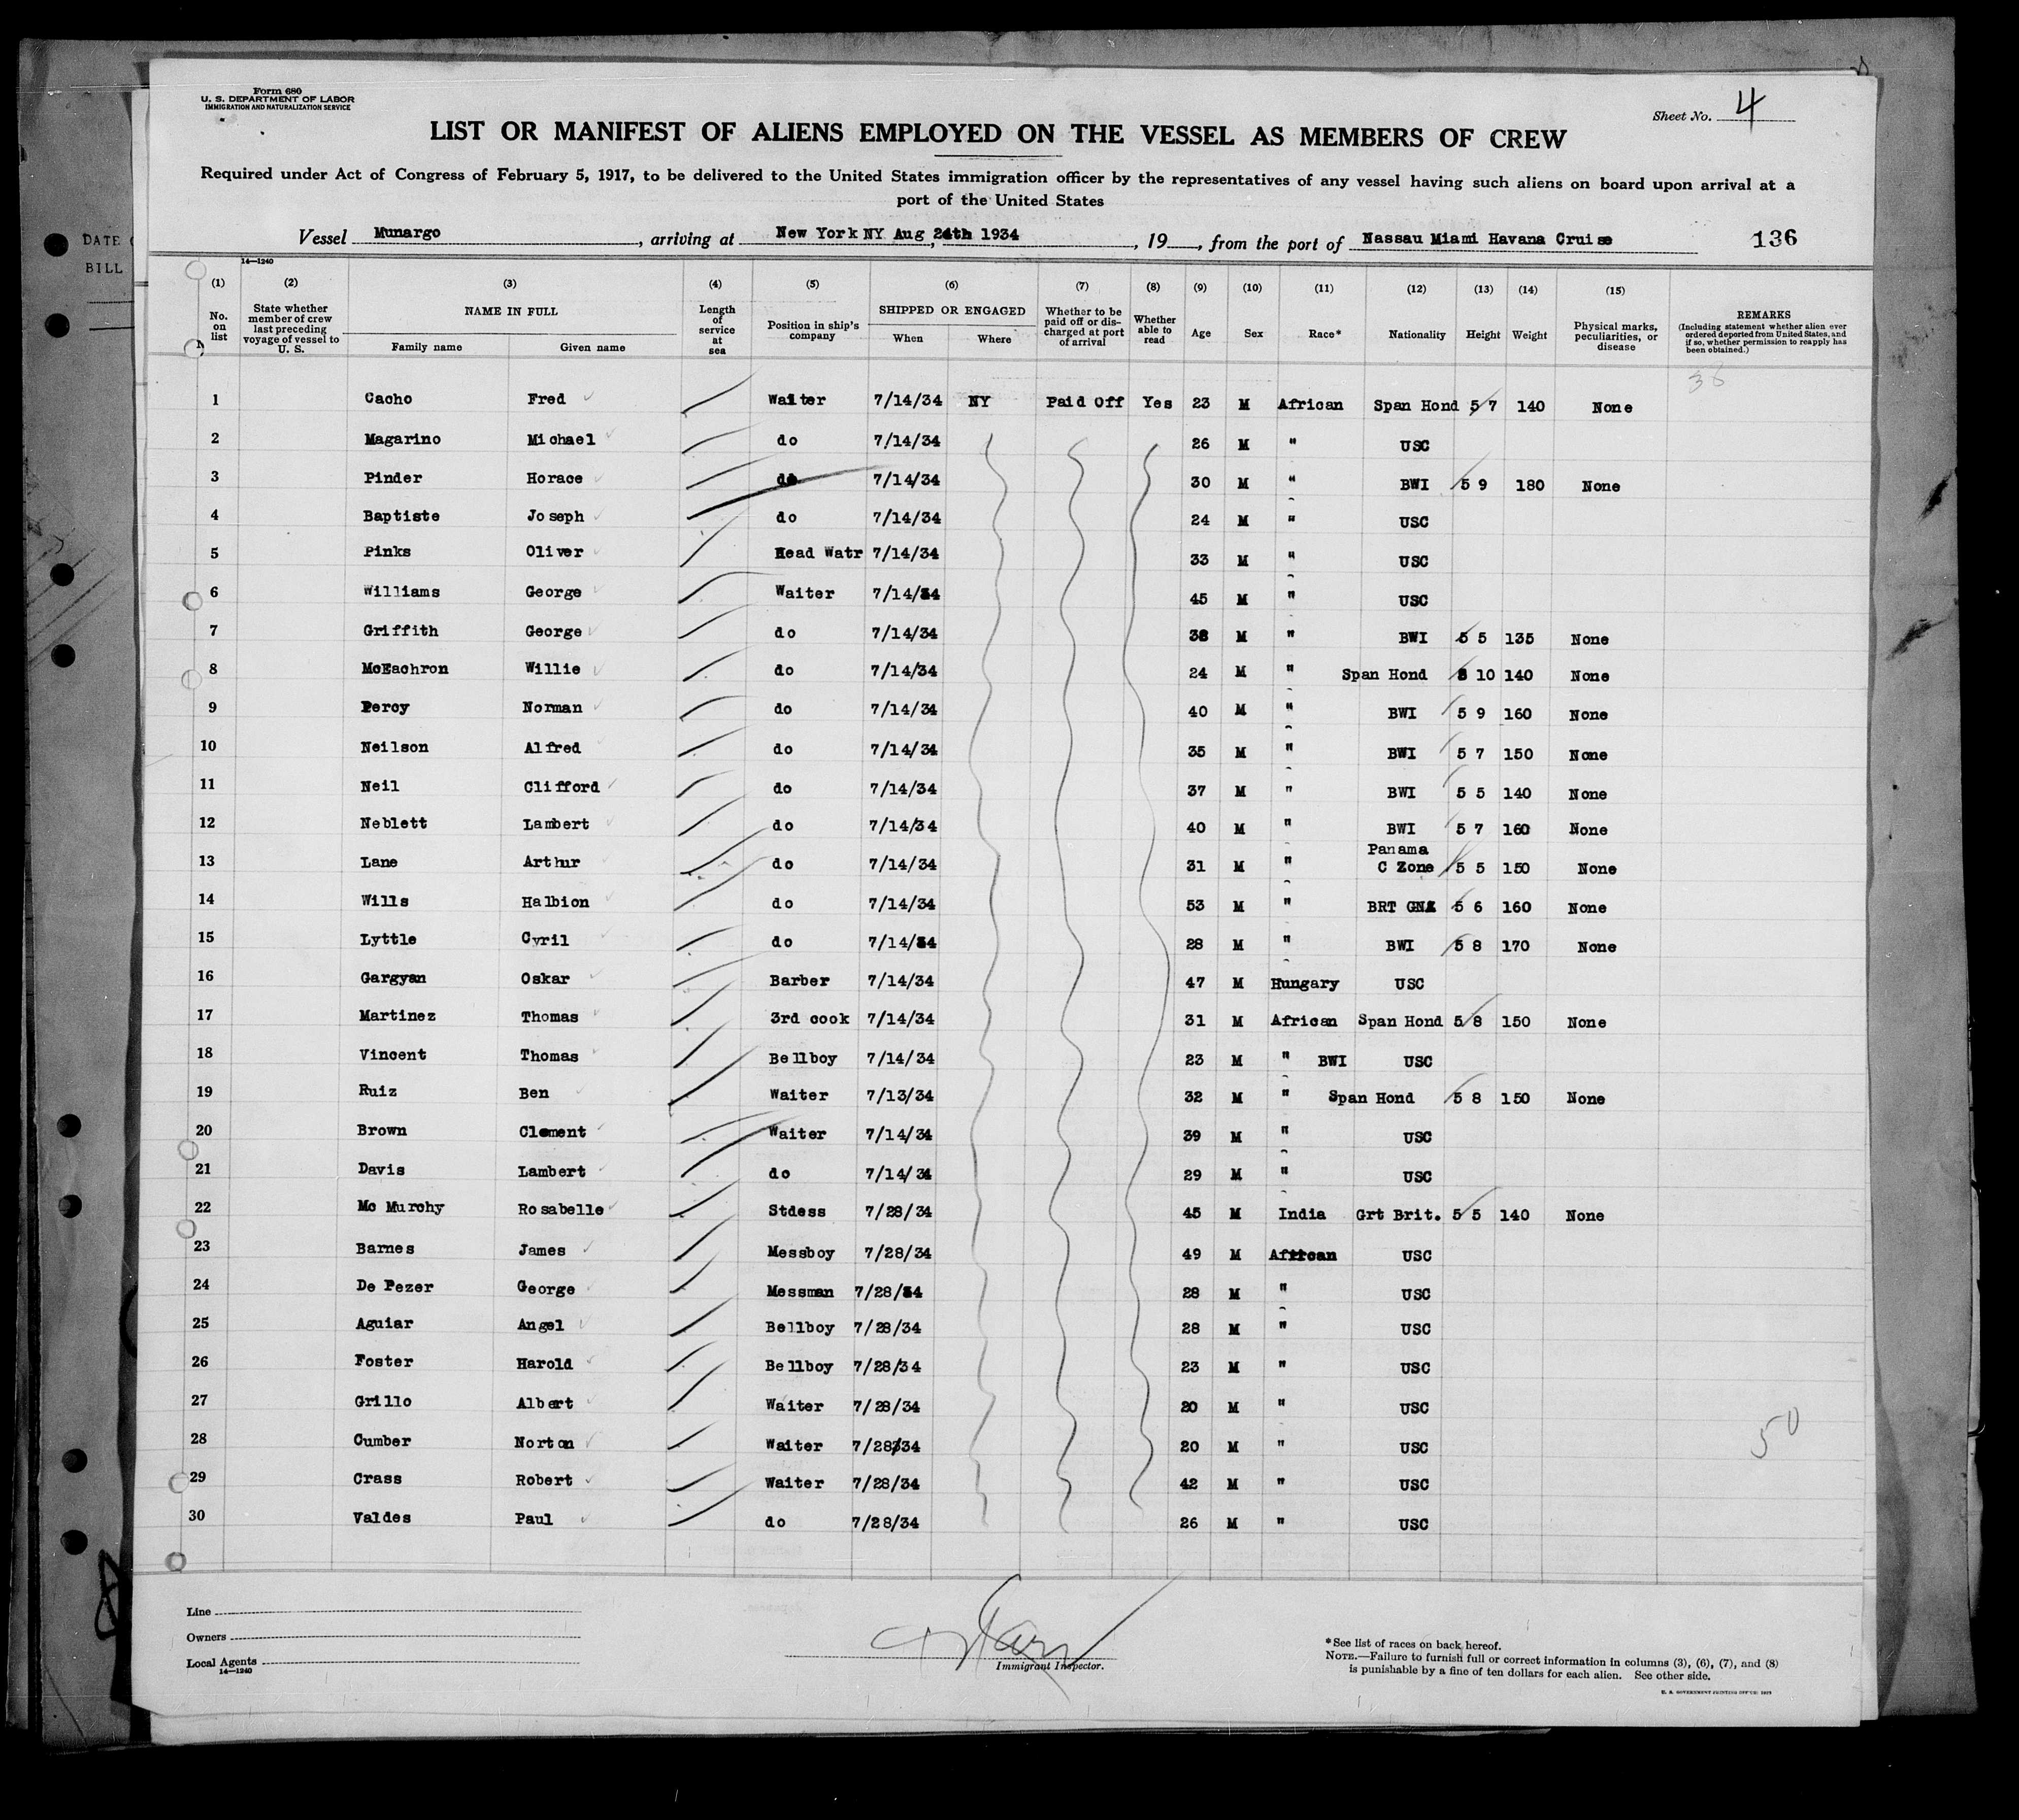 Form 680
U. S. DEPARTMENT OF LABOR
IMMIGRATION AND NATURALIZATION SERVICE
Sheet No. 4
LIST OR MANIFEST OF ALIENS EMPLOYED ON THE VESSEL AS MEMBERS OF CREW
Required under Act of Congress of February 5, 1917, to be delivered to the United States immigration officer by the representatives of any vessel having such aliens on board upon arrival at a
port of the United States
Vessel Munargo, arriving at New York NY Aug 24th 1934, 19, from the port of Nassau Miami Havana Cruise 136
DATE
BILL
14—1240
(1) (2) (3) (4) (5) (6) (7) (8) (9) (10) (11) (12) (13) (14) (15)
No. on list State whether member of crew last preceding voyage of vessel to U. S. NAME IN FULL Family name Given name Length of service at sea Position in ship's company SHIPPED OR ENGAGED When Where Whether to be paid off or discharged at port of arrival Whether able to read Age Sex Race* Nationality Height Weight Physical marks, peculiarities, or disease REMARKS (Including statement whether alien ever ordered deported from United States, and if so, whether permission to reapply has been obtained.)
36
1 Cacho Fred Waiter 7/14/34 NY Paid Off Yes 23 M African Span Hond 5 7 140 None
2 Magarino Michael do 7/14/34 26 M " USC
3 Pinder Horace do 7/14/34 30 M " BWI 5 9 180 None
4 Baptiste Joseph do 7/14/34 24 M " USC
5 Pinks Oliver Head Watr 7/14/34 33 M " USC
6 Williams George Waiter 7/14/34 45 M " USC
7 Griffith George do 7/14/34 38 M " BWI 5 5 135 None
8 McEachron Willie do 7/14/34 24 M " Span Hond 5 10 140 None
9 Percy Norman do 7/14/34 40 M " BWI 5 9 160 None
10 Neilson Alfred do 7/14/34 35 M " BWI 5 7 150 None
11 Neil Clifford do 7/14/34 37 M " BWI 5 5 140 None
12 Neblett Lambert do 7/14/34 40 M " BWI 5 7 160 None
13 Lane Arthur do 7/14/34 31 M " Panama C Zone 5 5 150 None
14 Wills Halbion do 7/14/34 53 M " BRT GNA 5 6 160 None
15 Lyttle Cyril do 7/14/34 28 M " BWI 5 8 170 None
16 Gargyan Oskar Barber 7/14/34 47 M Hungary USC
17 Martinez Thomas 3rd cook 7/14/34 31 M African Span Hond 5 8 150 None
18 Vincent Thomas Bellboy 7/14/34 23 M " BWI USC
19 Ruiz Ben Waiter 7/13/34 32 M " Span Hond 5 8 150 None
20 Brown Clement Waiter 7/14/34 39 M " USC
21 Davis Lambert do 7/14/34 29 M " USC
22 Mc Murchy Rosabelle Stdess 7/28/34 45 M India Grt Brit. 5 5 140 None
23 Barnes James Messboy 7/28/34 49 M African USC
24 De Pezer George Messman 7/28/34 28 M " USC
25 Aguiar Angel Bellboy 7/28/34 28 M " USC
26 Foster Harold Bellboy 7/28/34 23 M " USC
27 Grillo Albert Waiter 7/28/34 20 M " USC
28 Cumber Norton Waiter 7/28/34 20 M " USC
50
29 Crass Robert Waiter 7/28/34 42 M " USC
30 Valdes Paul do 7/28/34 26 M " USC
Line
Owners
Local Agents
14—1240
Immigrant Inspector.
*See list of races on back hereof.
NOTE.—Failure to furnish full or correct information in columns (3), (6), (7), and (8)
is punishable by a fine of ten dollars for each alien. See other side.
U. S. GOVERNMENT PRINTING OFFICE